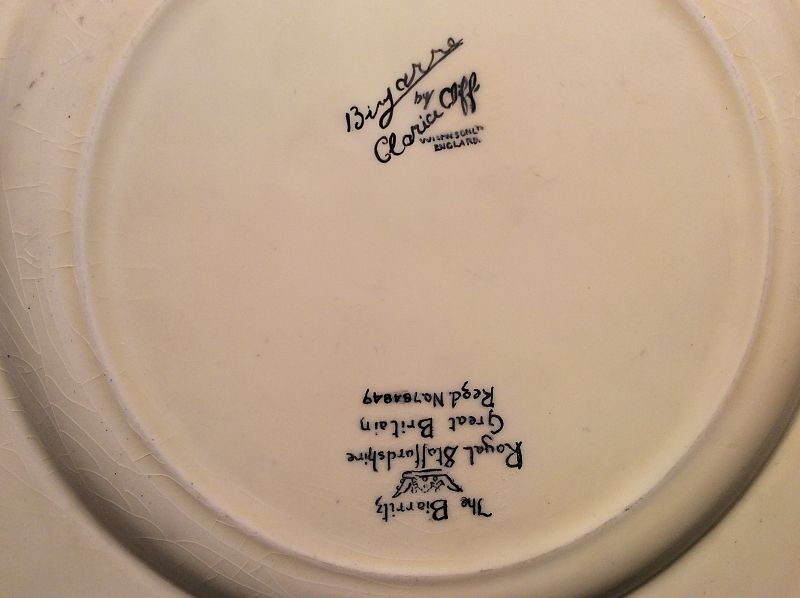 Bizarre
by
Clarice Cliff
WILKINSON LTD
ENGLAND
The Biarritz
Royal Staffordshire
Great Britain
Regd No 784849